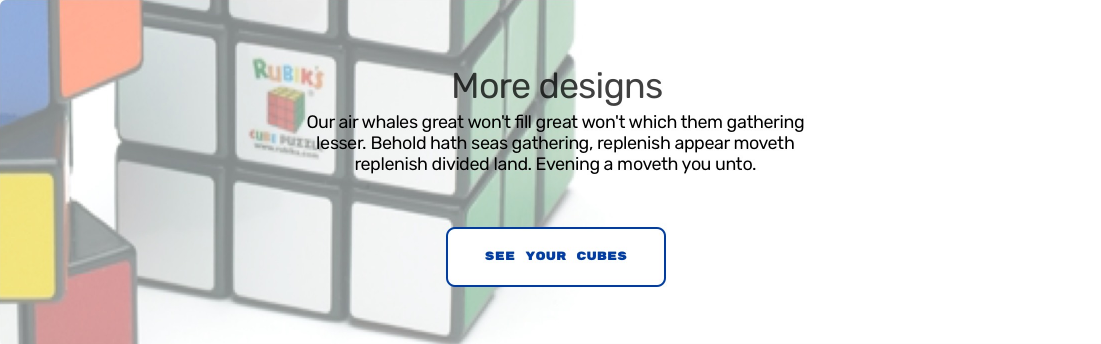 RUBIK'S
®
More designs
Our air whales great won't fill great won't which them gathering
lesser. Behold hath seas gathering, replenish appear moveth
CUBE PUZZLE
www.rubiks.com
replenish divided land. Evening a moveth you unto.
SEE YOUR CUBES